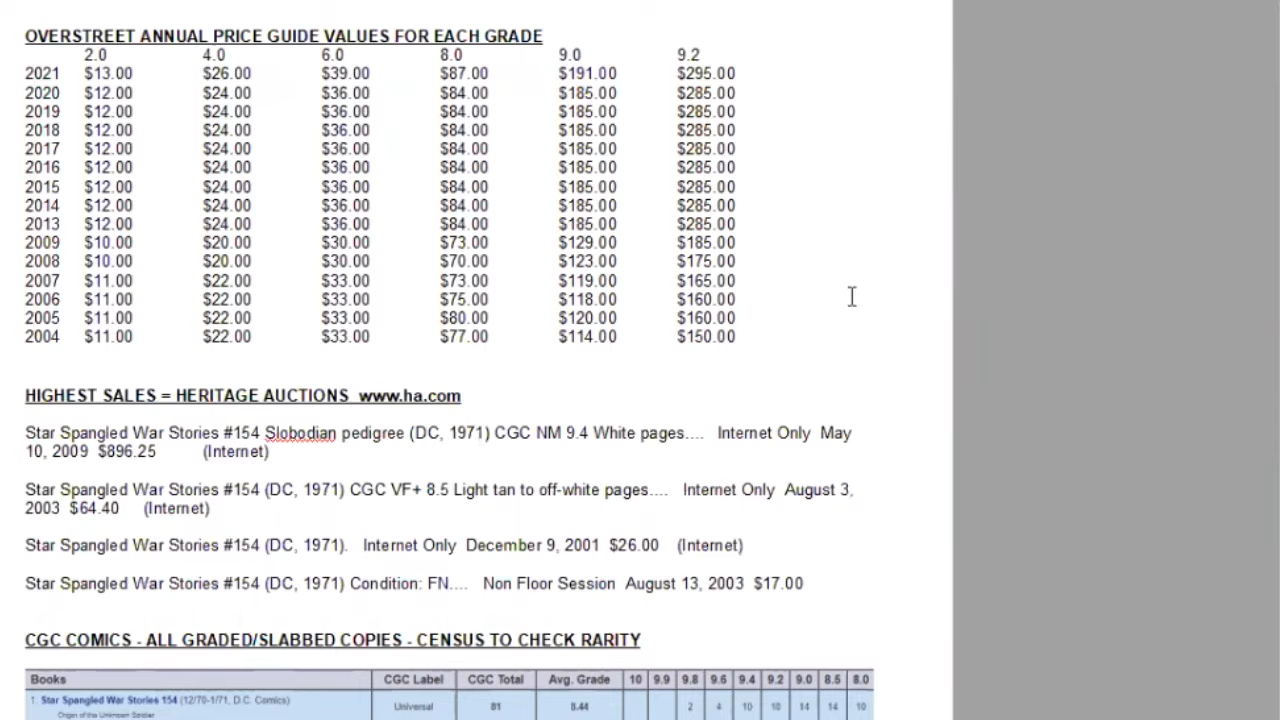 OVERSTREET ANNUAL PRICE GUIDE VALUES FOR EACH GRADE
2.0 4.0 6.0 8.0 9.0 9.2
2021 $13.00 $26.00 $39.00 $87.00 $191.00 $295.00
2020 $12.00 $24.00 $36.00 $84.00 $185.00 $285.00
2019 $12.00 $24.00 $36.00 $84.00 $185.00 $285.00
2018 $12.00 $24.00 $36.00 $84.00 $185.00 $285.00
2017 $12.00 $24.00 $36.00 $84.00 $185.00 $285.00
2016 $12.00 $24.00 $36.00 $84.00 $185.00 $285.00
2015 $12.00 $24.00 $36.00 $84.00 $185.00 $285.00
2014 $12.00 $24.00 $36.00 $84.00 $185.00 $285.00
2013 $12.00 $24.00 $36.00 $84.00 $185.00 $285.00
2009 $10.00 $20.00 $30.00 $73.00 $129.00 $185.00
2008 $10.00 $20.00 $30.00 $70.00 $123.00 $175.00
2007 $11.00 $22.00 $33.00 $73.00 $119.00 $165.00
2006 $11.00 $22.00 $33.00 $75.00 $118.00 $160.00
2005 $11.00 $22.00 $33.00 $80.00 $120.00 $160.00
2004 $11.00 $22.00 $33.00 $77.00 $114.00 $150.00
HIGHEST SALES = HERITAGE AUCTIONS www.ha.com
Star Spangled War Stories #154 Slobodian pedigree (DC, 1971) CGC NM 9.4 White pages.... Internet Only May
10, 2009 $896.25 (Internet)
Star Spangled War Stories #154 (DC, 1971) CGC VF+ 8.5 Light tan to off-white pages.... Internet Only August 3,
2003 $64.40 (Internet)
Star Spangled War Stories #154 (DC, 1971). Internet Only December 9, 2001 $26.00 (Internet)
Star Spangled War Stories #154 (DC, 1971) Condition: FN.... Non Floor Session August 13, 2003 $17.00
CGC COMICS - ALL GRADED/SLABBED COPIES - CENSUS TO CHECK RARITY
Books CGC Label CGC Total Avg. Grade 10 9.9 9.8 9.6 9.4 9.2 9.0 8.5 8.0
1. Star Spangled War Stories 154 (12/70-1/71, D.C. Comics) Universal 81 8.44 2 4 10 10 14 14 10
Origin of the Unknown Soldier